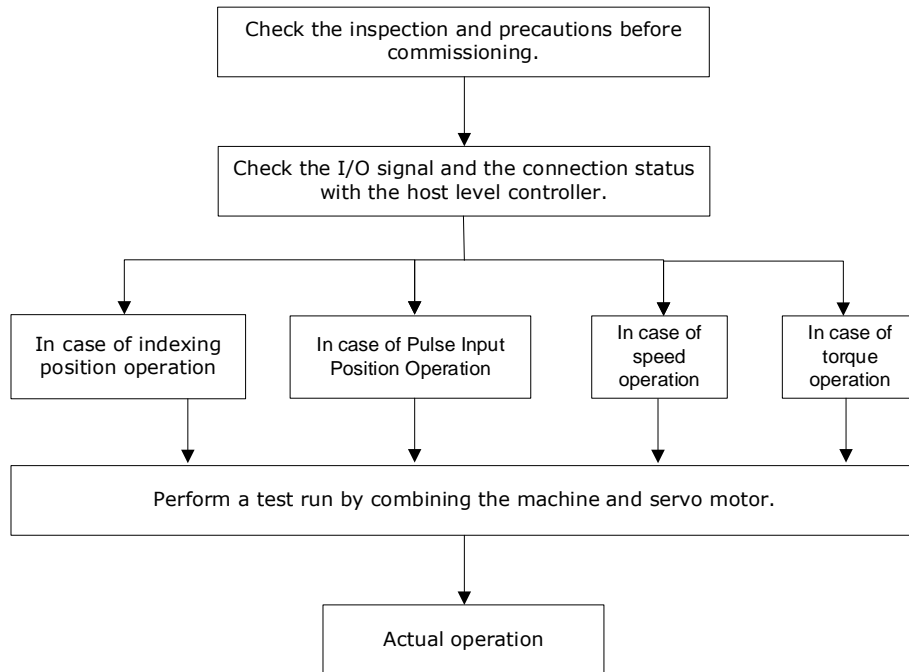 Check the inspection and precautions before
commissioning.
Check the I/O signal and the connection status
with the host level controller.
In case of indexing
position operation
In case of Pulse Input
Position Operation
In case of
speed
operation
In case of
torque
operation
Perform a test run by combining the machine and servo motor.
Actual operation